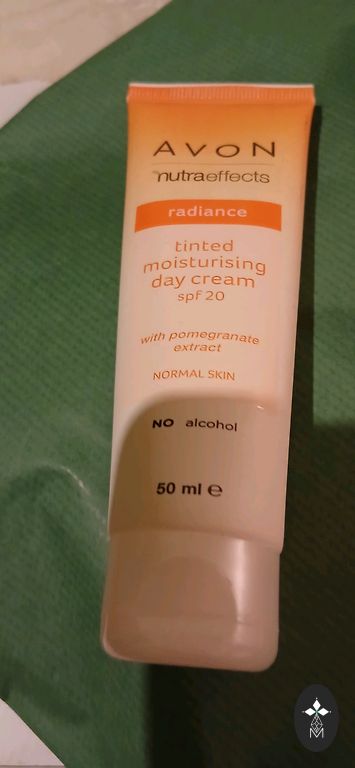 AVON
nutraeffects
radiance
tinted
moisturising
day cream
spf 20
with pomegranate
extract
NORMAL SKIN
NO alcohol
50 ml ℮
M